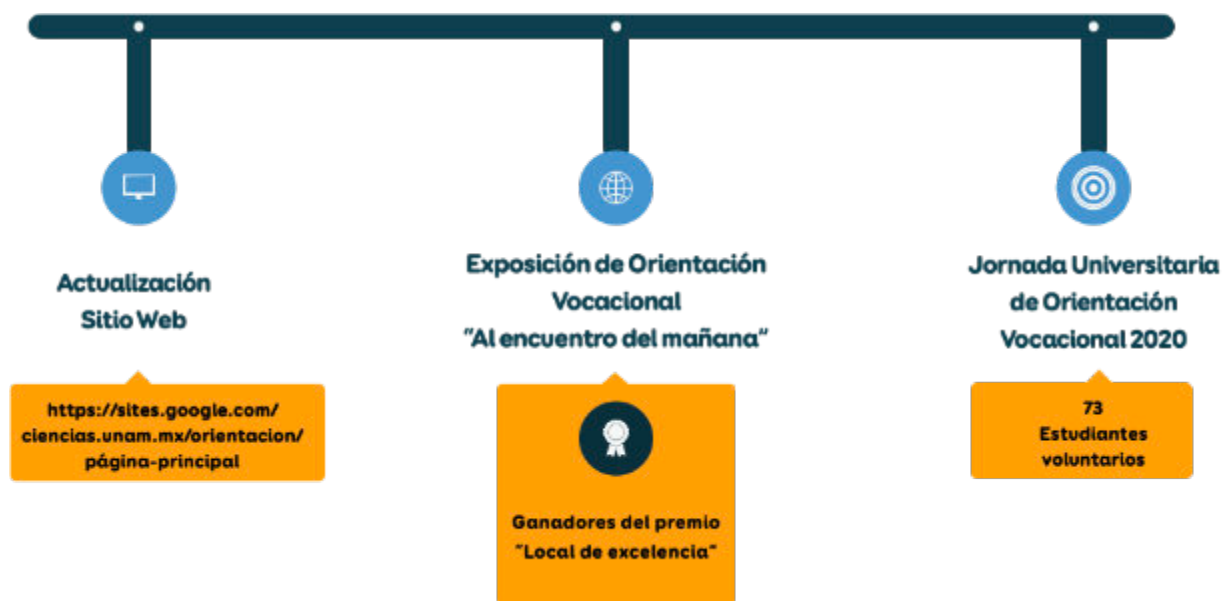 Actualización
Sitio Web
https://sites.google.com/
ciencias.unam.mx/orientacion/
página-principal
Exposición de Orientación
Vocacional
"Al encuentro del mañana"
Ganadores del premio
"Local de excelencia"
Jornada Universitaria
de Orientación
Vocacional 2020
73
Estudiantes
voluntarios